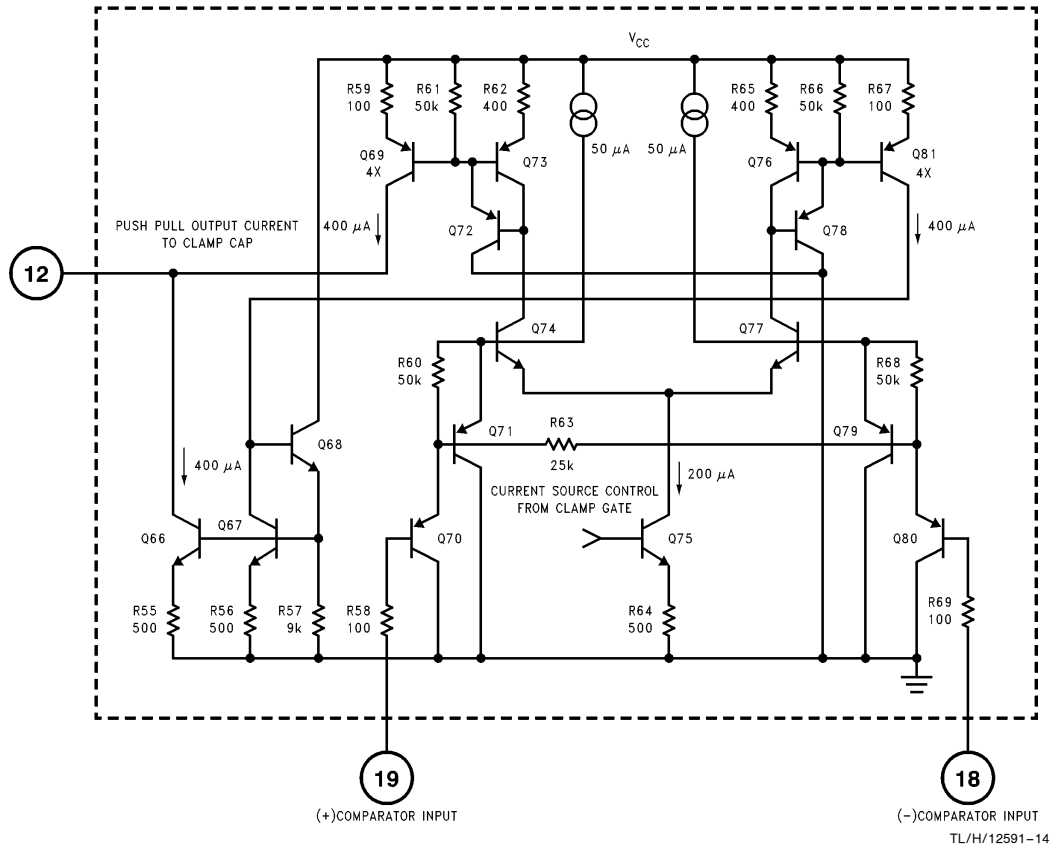 VCC
R59
100
R61
50k
R62
400
50 µA
50 µA
R65
400
R66
50k
R67
100
Q69
4X
Q73
Q76
Q81
4X
PUSH PULL OUTPUT CURRENT
TO CLAMP CAP
400 µA
Q72
Q78
400 µA
12
Q74
Q77
R60
50k
R68
50k
Q68
Q71
R63
25k
Q79
400 µA
CURRENT SOURCE CONTROL
FROM CLAMP GATE
200 µA
Q66
Q67
Q70
Q75
Q80
R55
500
R56
500
R57
9k
R58
100
R64
500
R69
100
19
18
(+)COMPARATOR INPUT
(-)COMPARATOR INPUT
TL/H/12591–14